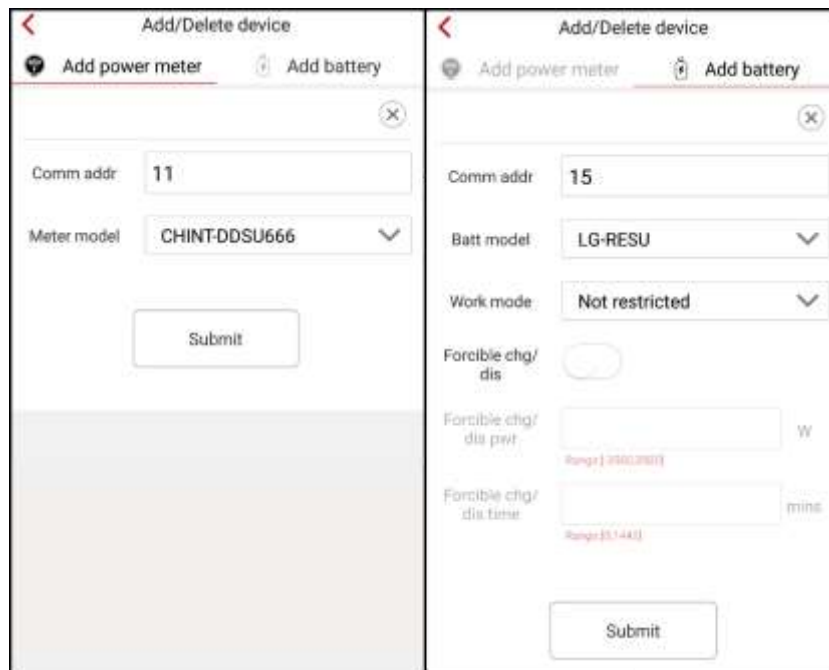 Add/Delete device
Add power meter
Add battery
Comm addr
11
Meter model
CHINT-DDSU666
Submit
Add/Delete device
Add power meter
Add battery
Comm addr
15
Batt model
LG-RESU
Work mode
Not restricted
Forcible chg/
dis
Forcible chg/
dis pwr
W
Forcible chg/
dis time
mins
Submit